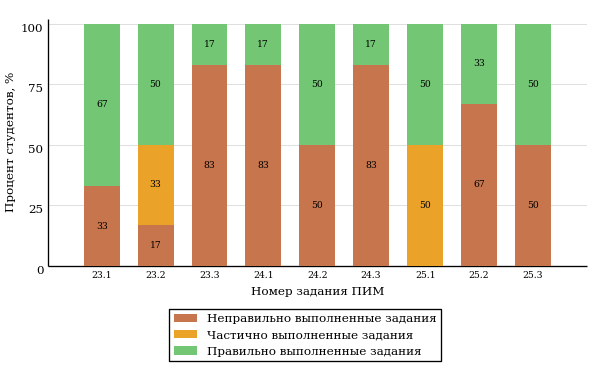 Процент студентов, %
100
75
50
25
0
67 50 17 17 50 17 50 33 50
33 33 83 83 50 83 50 67 50
17
23.1 23.2 23.3 24.1 24.2 24.3 25.1 25.2 25.3
Номер задания ПИМ
Неправильно выполненные задания
Частично выполненные задания
Правильно выполненные задания